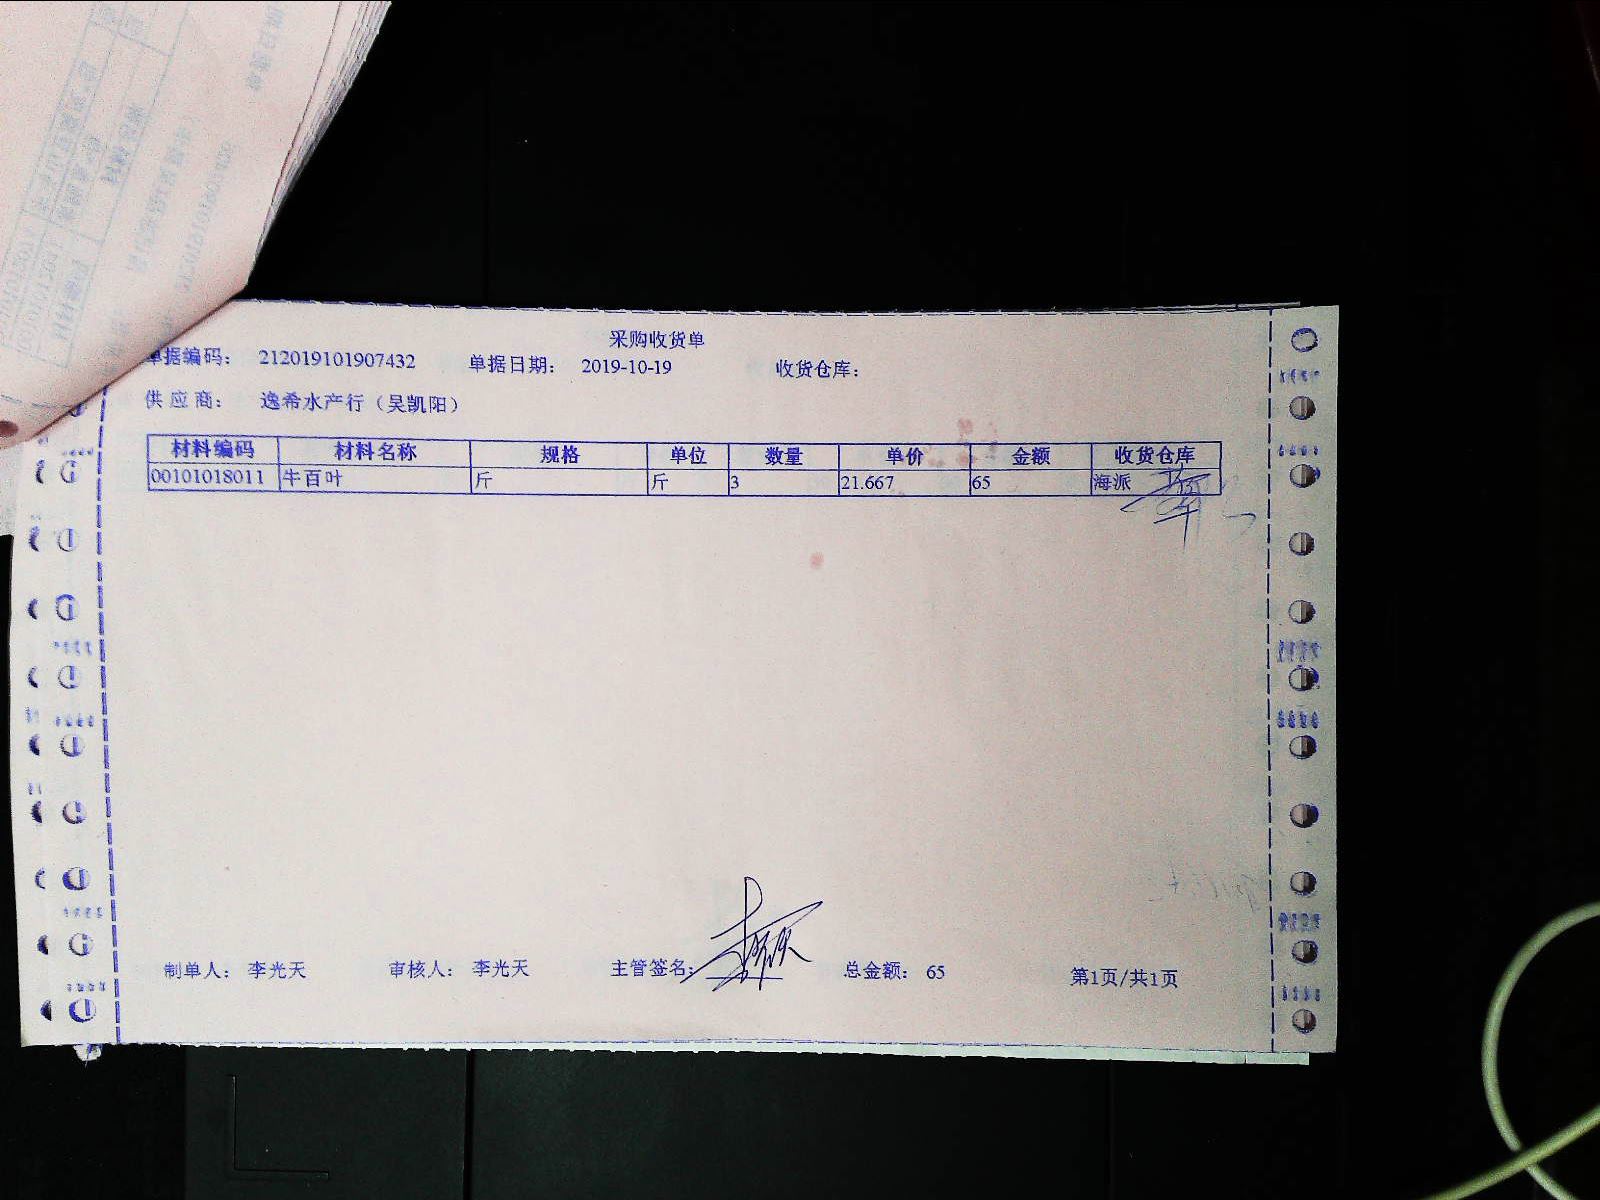 采购收货单
单据编码： 212019101907432 单据日期： 2019-10-19 收货仓库：
供应商： 逸希水产行（吴凯阳）
材料编码 材料名称 规格 单位 数量 单价 金额 收货仓库
00101018011 牛百叶 斤 斤 3 21.667 65 海派
制单人： 李光天 审核人： 李光天 主管签名: 总金额： 65 第1页/共1页